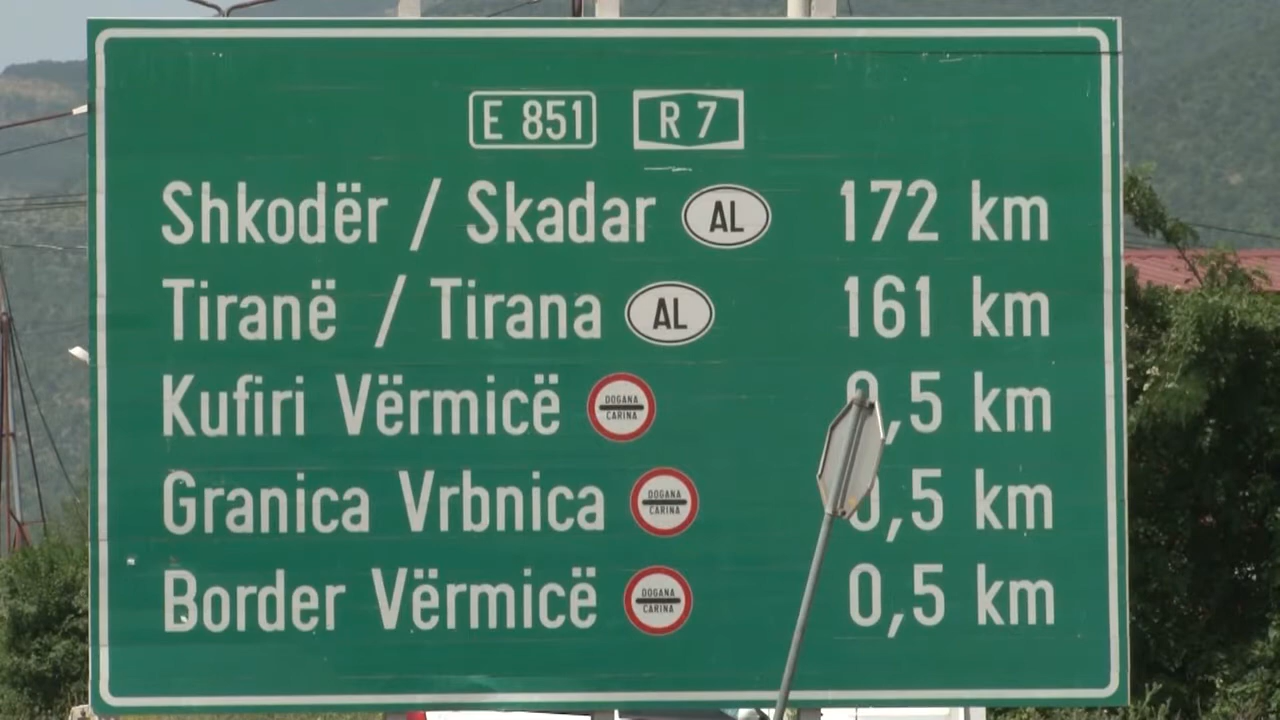 E 851 R 7
Shkodër / Skadar AL 172 km
Tiranë / Tirana AL 161 km
Kufiri Vërmicë DOGANA CARINA 0,5 km
Granica Vrbnica DOGANA CARINA 0,5 km
Border Vërmicë DOGANA CARINA 0,5 km